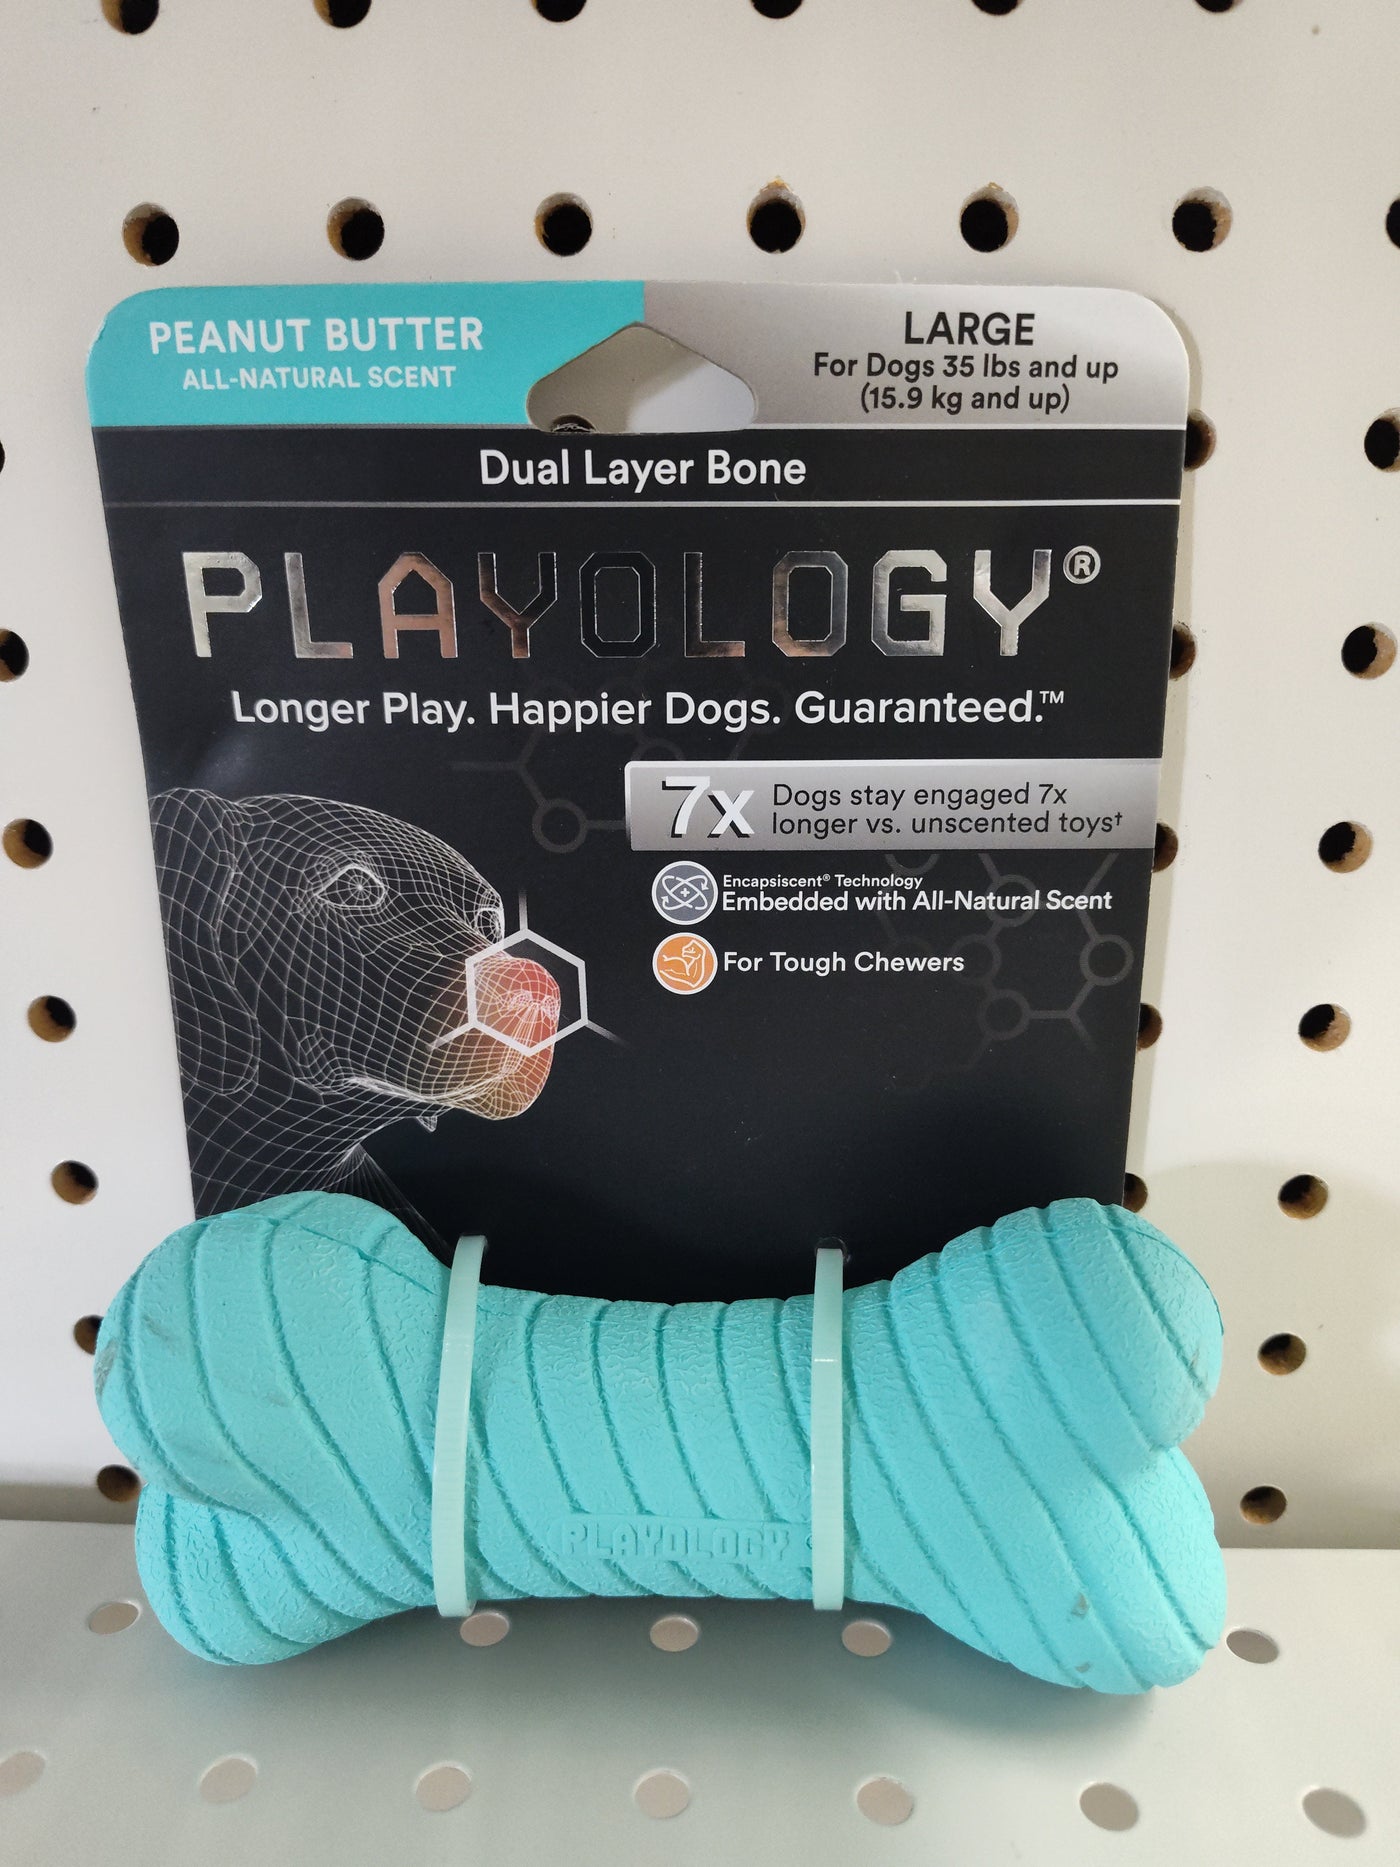 PEANUT BUTTER
ALL-NATURAL SCENT
LARGE
For Dogs 35 lbs and up
(15.9 kg and up)
Dual Layer Bone
PLAYOLOGY®
Longer Play. Happier Dogs. Guaranteed.™
7x
Dogs stay engaged 7x
longer vs. unscented toys†
Encapsiscent® Technology
Embedded with All-Natural Scent
For Tough Chewers
PLAYOLOGY